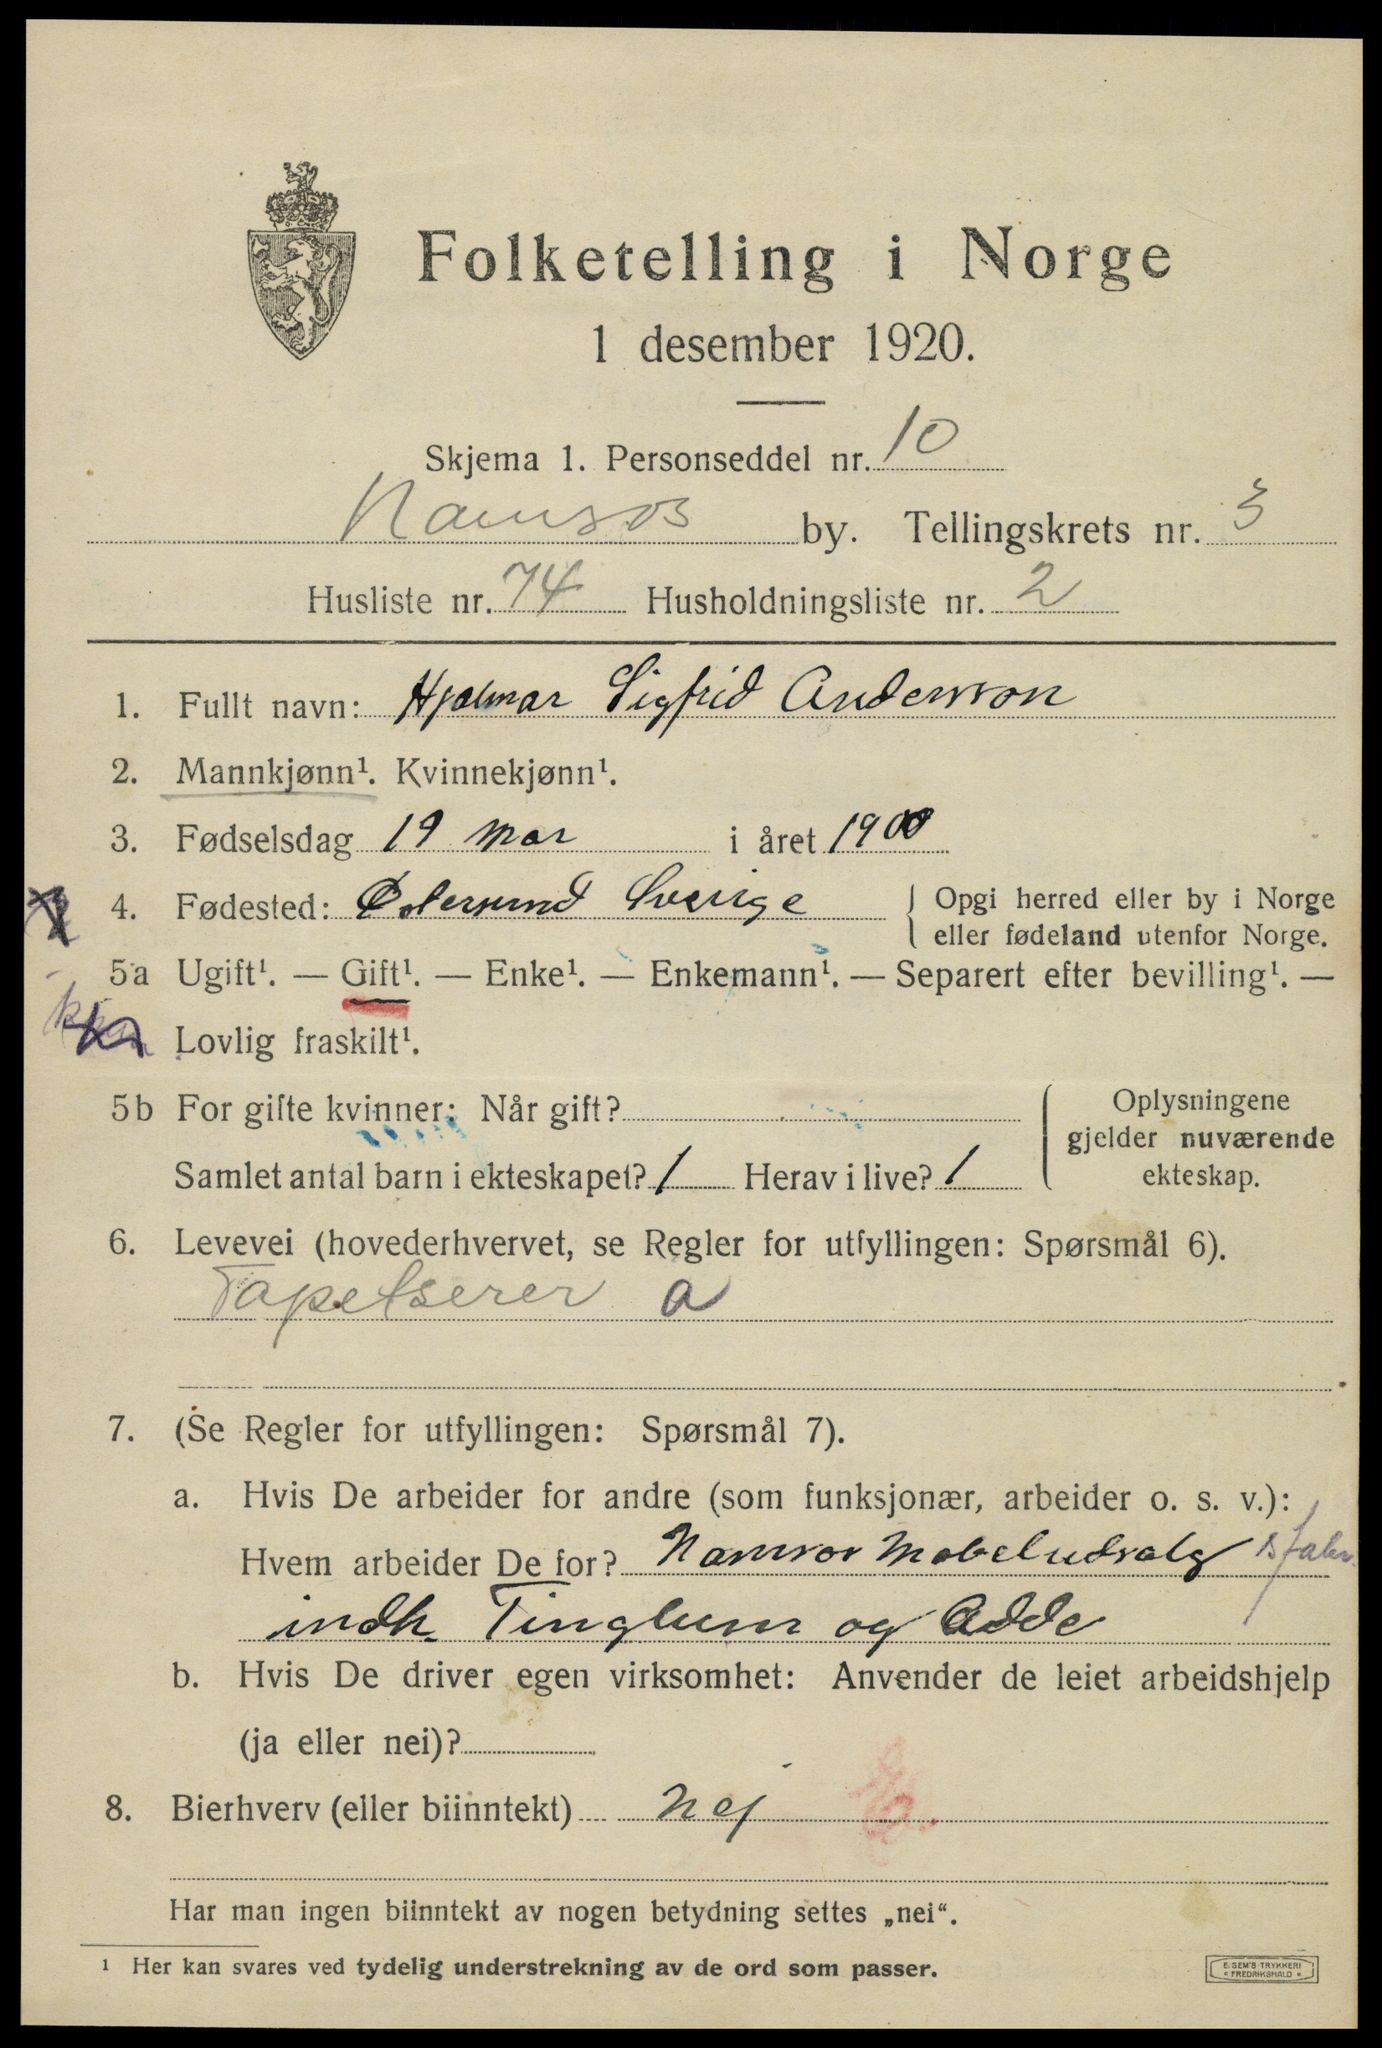 Folketelling i Norge
1 desember 1920.
Skjema 1. Personseddel nr. 10
Namsos by. Tellingskrets nr. 3
Husliste nr. 74 Husholdningsliste nr. 2
1. Fullt navn: Hjalmar Sigfrid Andersson
2. Mannkjønn¹. Kvinnekjønn¹.
3. Fødselsdag 19 Mar i året 1900
4. Fødested: Østersund Sverige { Opgi herred eller by i Norge
eller fødeland utenfor Norge.
5a Ugift¹. — Gift¹. — Enke¹. — Enkemann¹. — Separert efter bevilling¹. —
Lovlig fraskilt¹.
5b For gifte kvinner: Når gift?
Samlet antal barn i ekteskapet? 1 Herav i live? 1
Oplysningene
gjelder nuværende
ekteskap.
6. Levevei (hovederhvervet, se Regler for utfyllingen: Spørsmål 6).
Tapetserer a
7. (Se Regler for utfyllingen: Spørsmål 7).
a. Hvis De arbeider for andre (som funksjonær, arbeider o. s. v.):
Hvem arbeider De for? Namsos Møbeludsalg
indh. Tinglum og Adde
b. Hvis De driver egen virksomhet: Anvender de leiet arbeidshjelp
(ja eller nei)?
8. Bierhverv (eller biinntekt) Nej
Har man ingen biinntekt av nogen betydning settes „nei“.
¹ Her kan svares ved tydelig understrekning av de ord som passer.
E. SEM'S TRYKKERI
FREDRIKSHALD